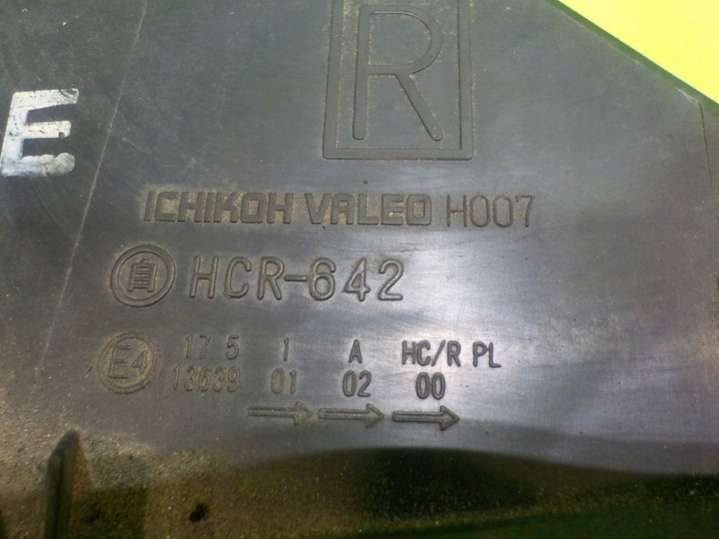 R
E
ICHIKOH VALEO H007
自 HCR-642
E4 17.5 1 A HC/R PL
13639 01 02 00